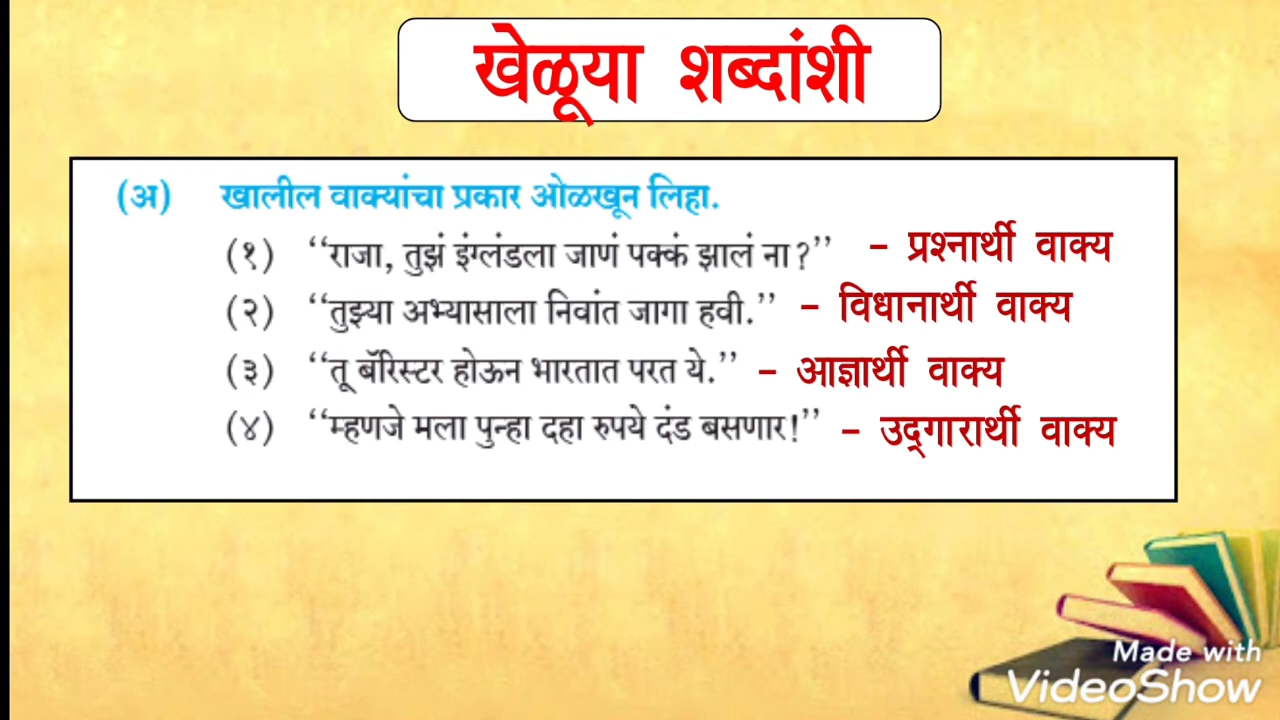 खेळूया शब्दांशी
(अ) खालील वाक्यांचा प्रकार ओळखून लिहा.
(१) “राजा, तुझं इंग्लंडला जाणं पक्कं झालं ना?” – प्रश्नार्थी वाक्य
(२) “तुझ्या अभ्यासाला निवांत जागा हवी.” – विधानार्थी वाक्य
(३) “तू बॅरिस्टर होऊन भारतात परत ये.” – आज्ञार्थी वाक्य
(४) “म्हणजे मला पुन्हा दहा रुपये दंड बसणार!” – उद्‌गारार्थी वाक्य
Made with
VideoShow